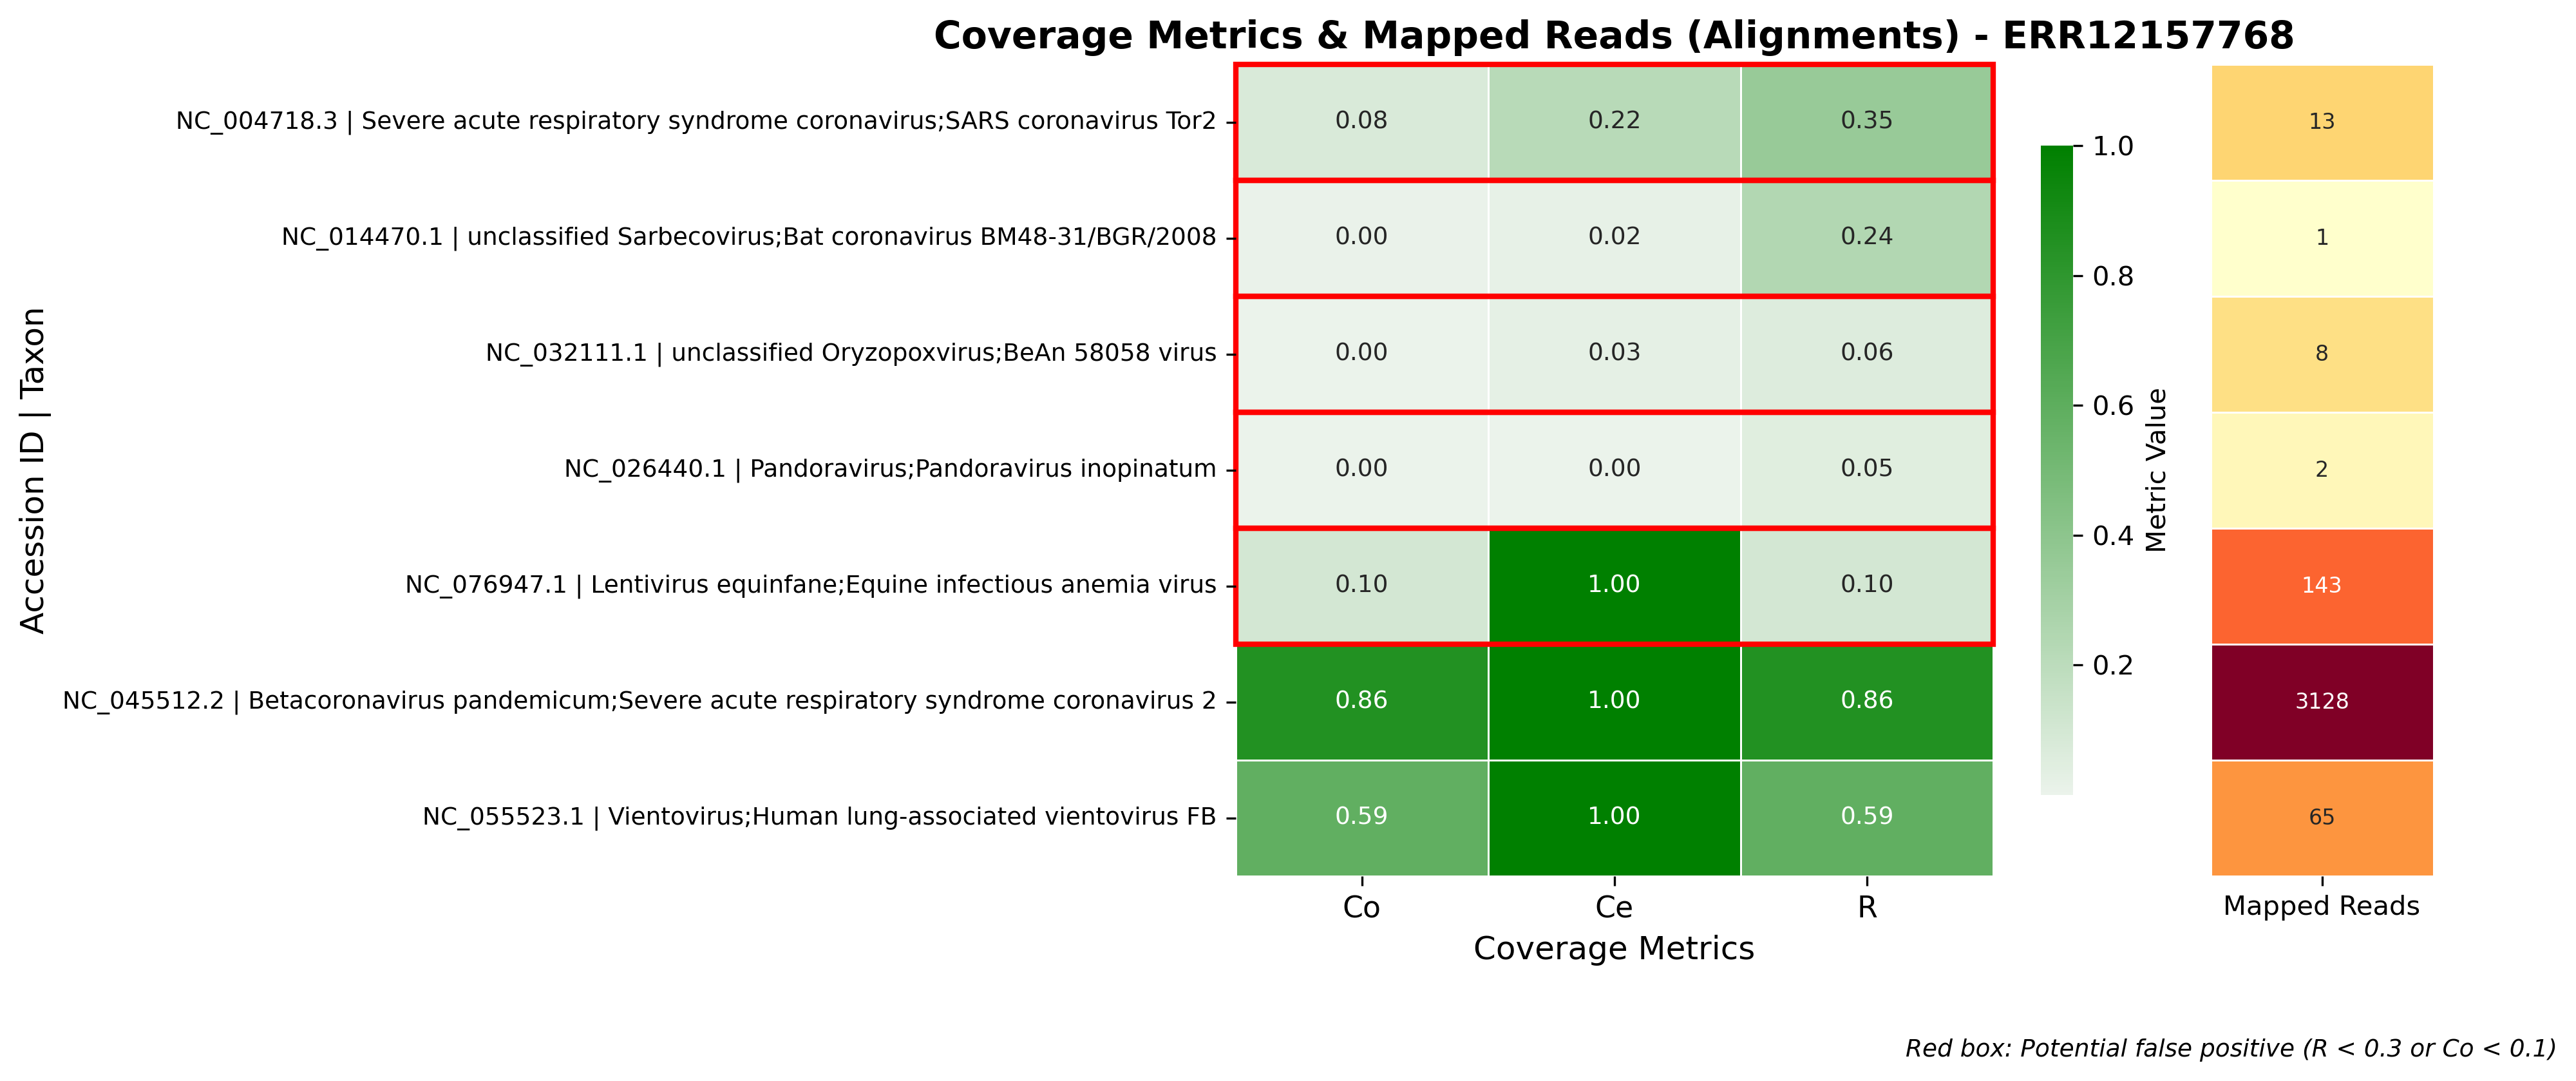 Coverage Metrics & Mapped Reads (Alignments) - ERR12157768
Accession ID | Taxon
NC_004718.3 | Severe acute respiratory syndrome coronavirus;SARS coronavirus Tor2 0.08 0.22 0.35 13
NC_014470.1 | unclassified Sarbecovirus;Bat coronavirus BM48-31/BGR/2008 0.00 0.02 0.24 1
NC_032111.1 | unclassified Oryzopoxvirus;BeAn 58058 virus 0.00 0.03 0.06 8
NC_026440.1 | Pandoravirus;Pandoravirus inopinatum 0.00 0.00 0.05 2
NC_076947.1 | Lentivirus equinfane;Equine infectious anemia virus 0.10 1.00 0.10 143
NC_045512.2 | Betacoronavirus pandemicum;Severe acute respiratory syndrome coronavirus 2 0.86 1.00 0.86 3128
NC_055523.1 | Vientovirus;Human lung-associated vientovirus FB 0.59 1.00 0.59 65
Co Ce R
Coverage Metrics
1.0
0.8
0.6
0.4
0.2
Metric Value
Mapped Reads
Red box: Potential false positive (R < 0.3 or Co < 0.1)